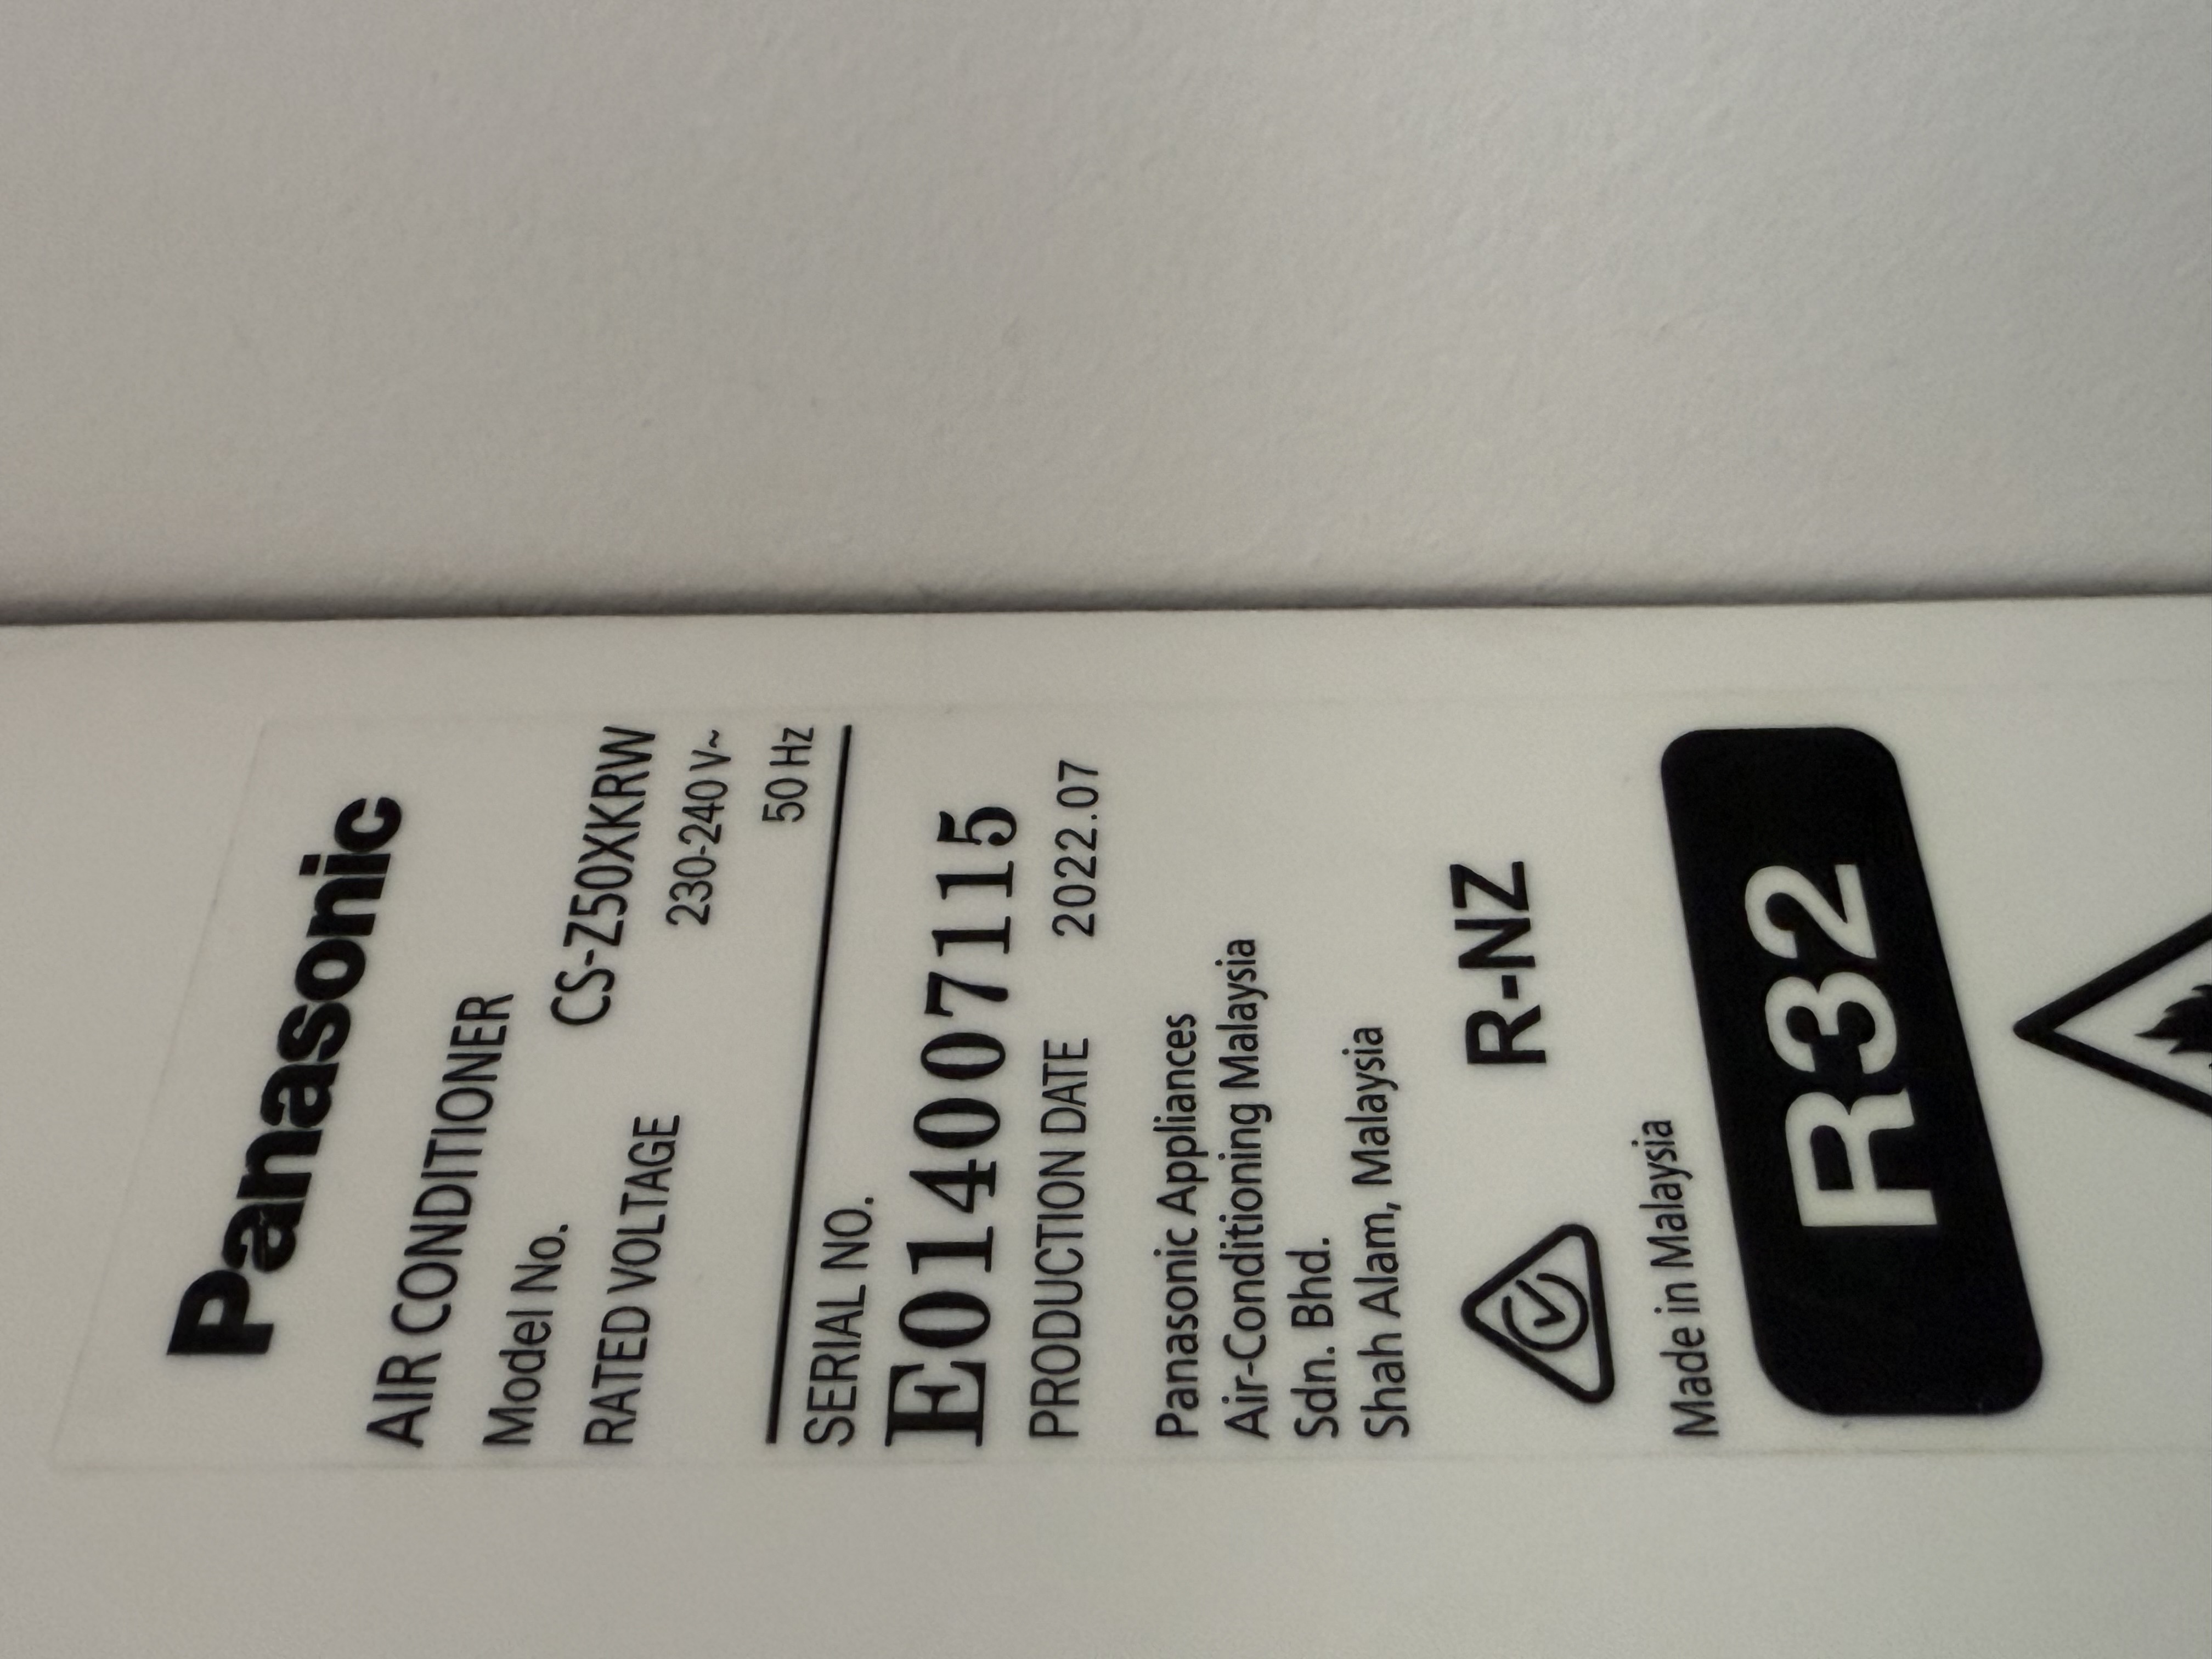 Panasonic
AIR CONDITIONER
Model No. CS-Z50XKRW
RATED VOLTAGE 230-240 V~
50 Hz
SERIAL NO.
E014007115
PRODUCTION DATE 2022.07
Panasonic Appliances
Air-Conditioning Malaysia
Sdn. Bhd.
Shah Alam, Malaysia
R-NZ
Made in Malaysia
R32